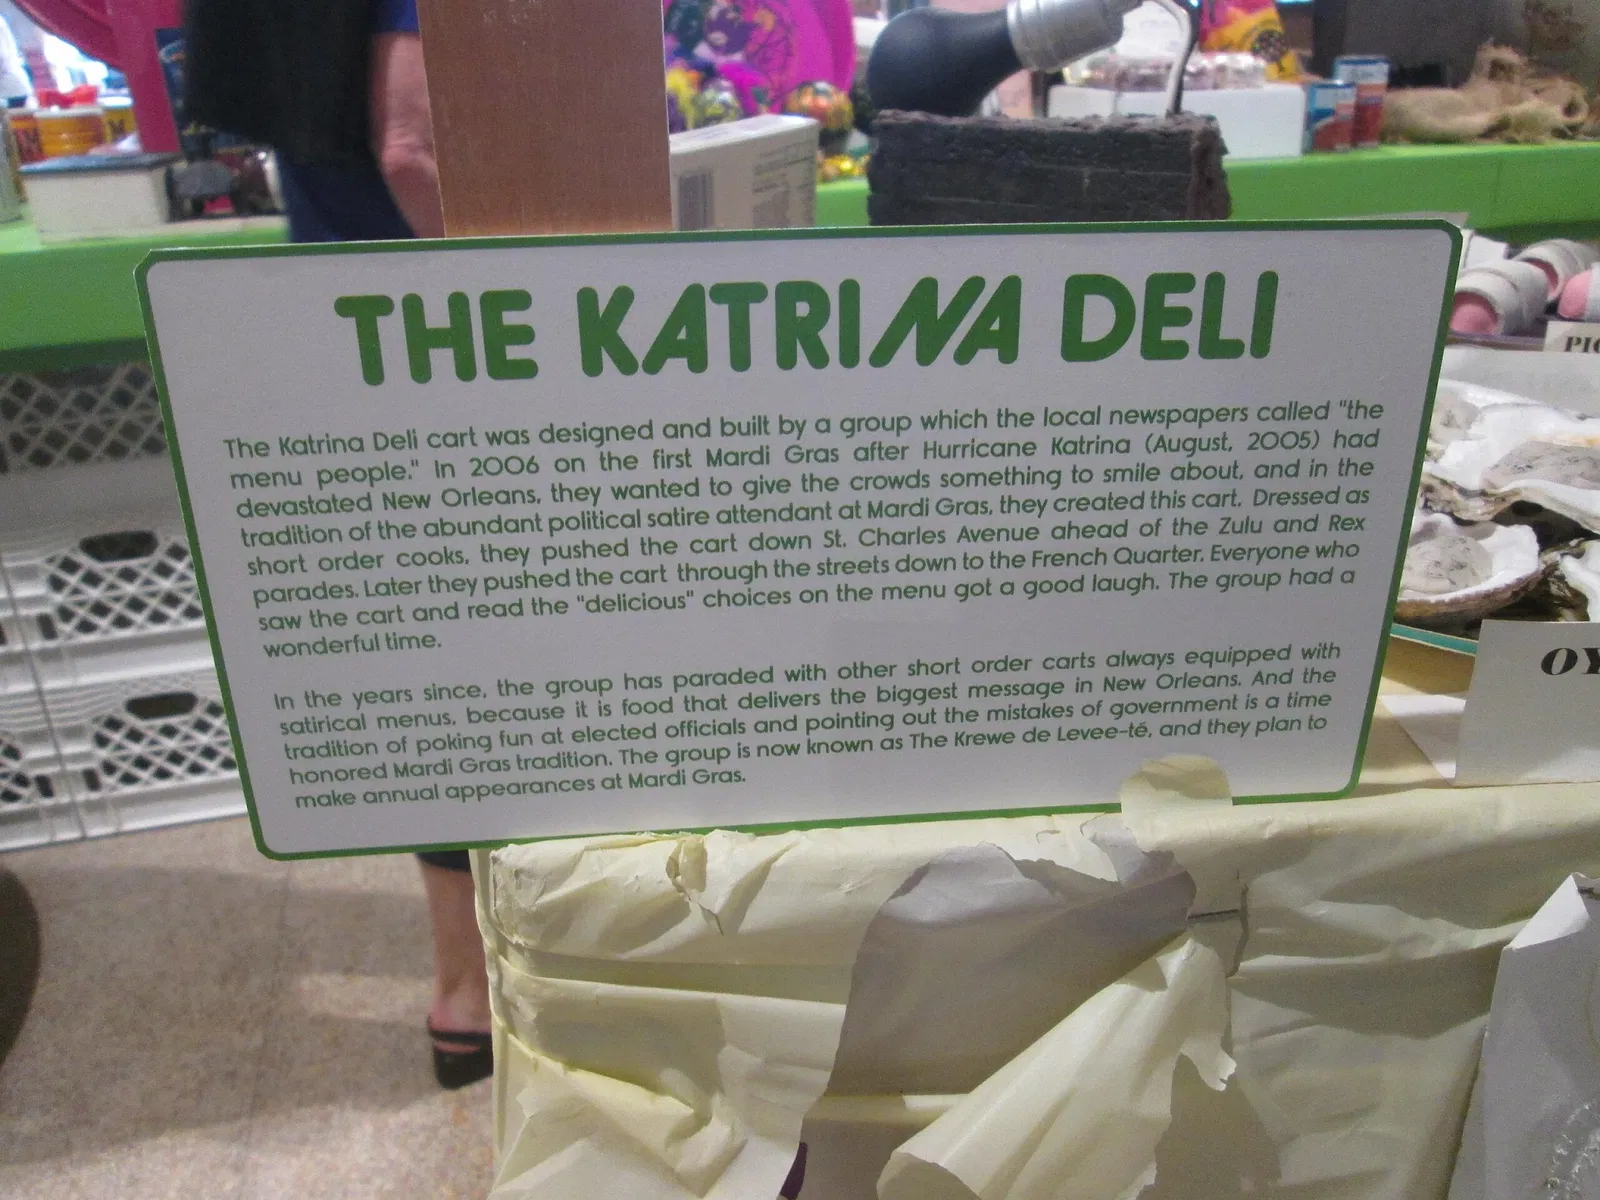 THE KATRINA DELI
The Katrina Deli cart was designed and built by a group which the local newspapers called "the
menu people." In 2006 on the first Mardi Gras after Hurricane Katrina (August, 2005) had
devastated New Orleans, they wanted to give the crowds something to smile about, and in the
tradition of the abundant political satire attendant at Mardi Gras, they created this cart. Dressed as
short order cooks, they pushed the cart down St. Charles Avenue ahead of the Zulu and Rex
parades. Later they pushed the cart through the streets down to the French Quarter. Everyone who
saw the cart and read the "delicious" choices on the menu got a good laugh. The group had a
wonderful time.
In the years since, the group has paraded with other short order carts always equipped with
satirical menus, because it is food that delivers the biggest message in New Orleans. And the
tradition of poking fun at elected officials and pointing out the mistakes of government is a time
honored Mardi Gras tradition. The group is now known as The Krewe de Levee-té, and they plan to
make annual appearances at Mardi Gras.